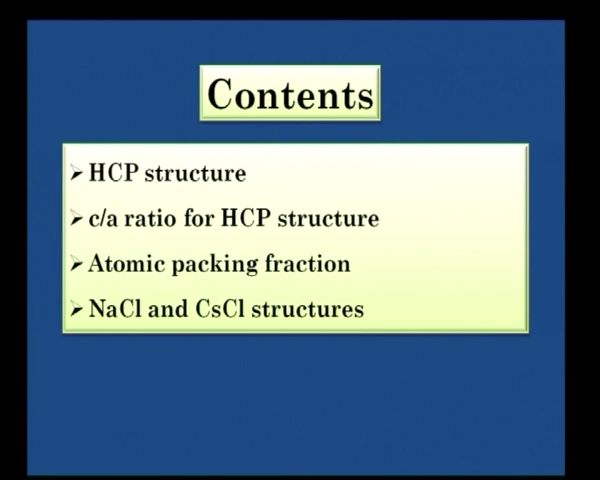 Contents
➢ HCP structure
➢ c/a ratio for HCP structure
➢ Atomic packing fraction
➢ NaCl and CsCl structures